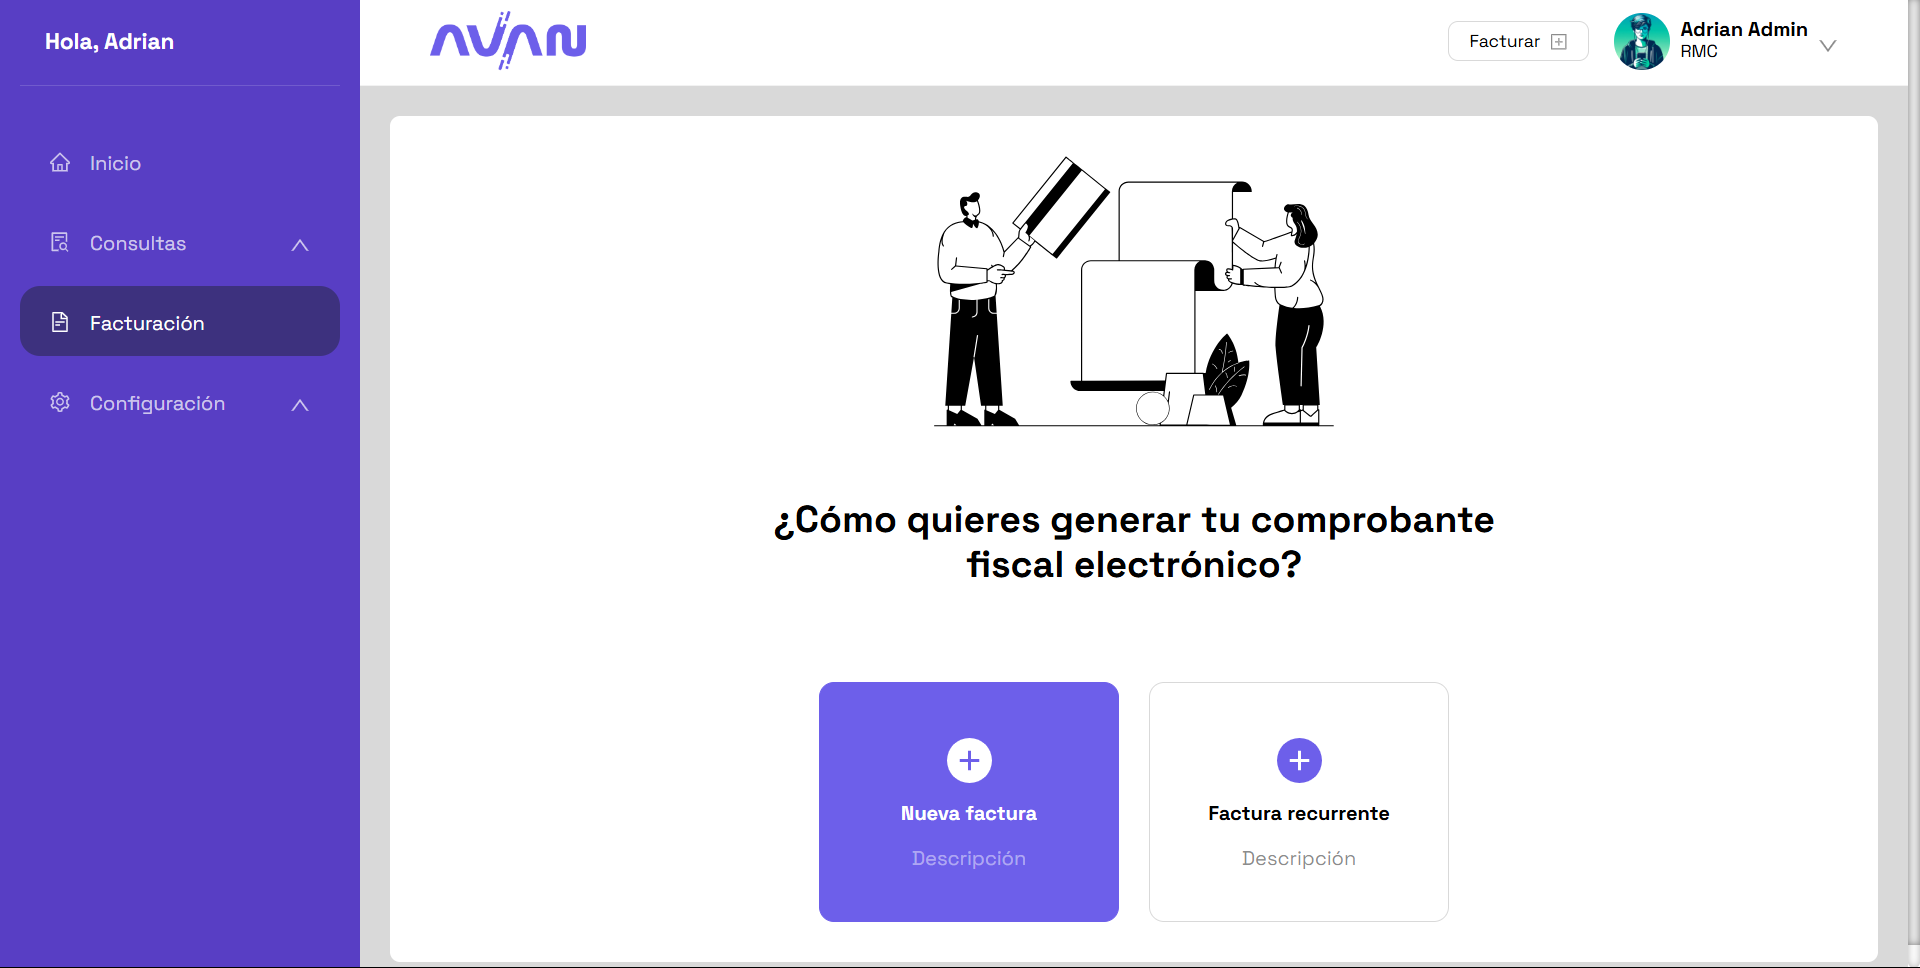 Hola, Adrian
Inicio
Consultas
Facturación
Configuración
AVAN
Facturar
Adrian Admin
RMC
¿Cómo quieres generar tu comprobante
fiscal electrónico?
Nueva factura
Descripción
Factura recurrente
Descripción